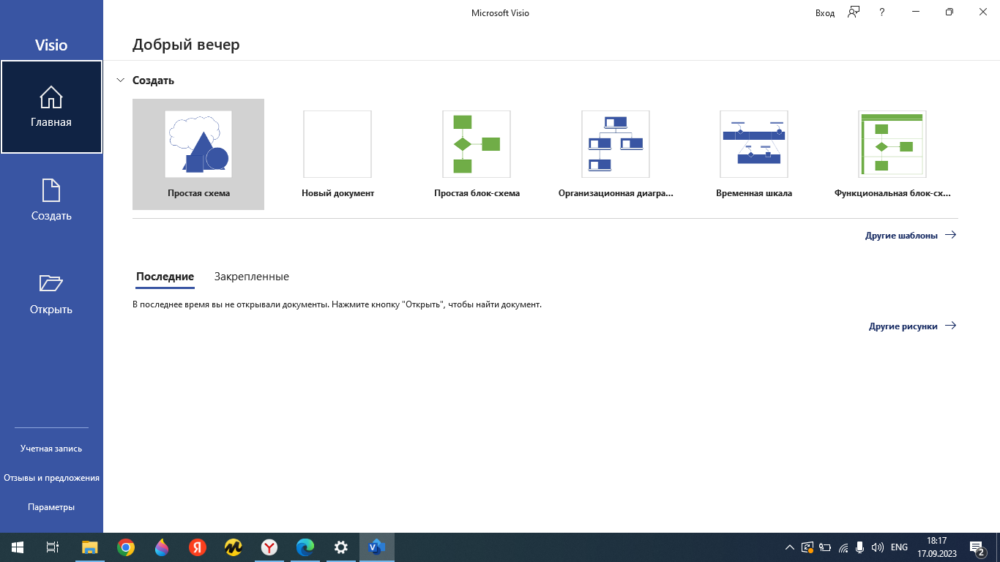 Microsoft Visio
Вход
?
Visio
Добрый вечер
Главная
Создать
Открыть
Учетная запись
Отзывы и предложения
Параметры
Создать
Простая схема
Новый документ
Простая блок-схема
Организационная диагра...
Временная шкала
Функциональная блок-сх...
Другие шаблоны
Последние
Закрепленные
В последнее время вы не открывали документы. Нажмите кнопку "Открыть", чтобы найти документ.
Другие рисунки
Я
Y
V
ENG
18:17
17.09.2023
2